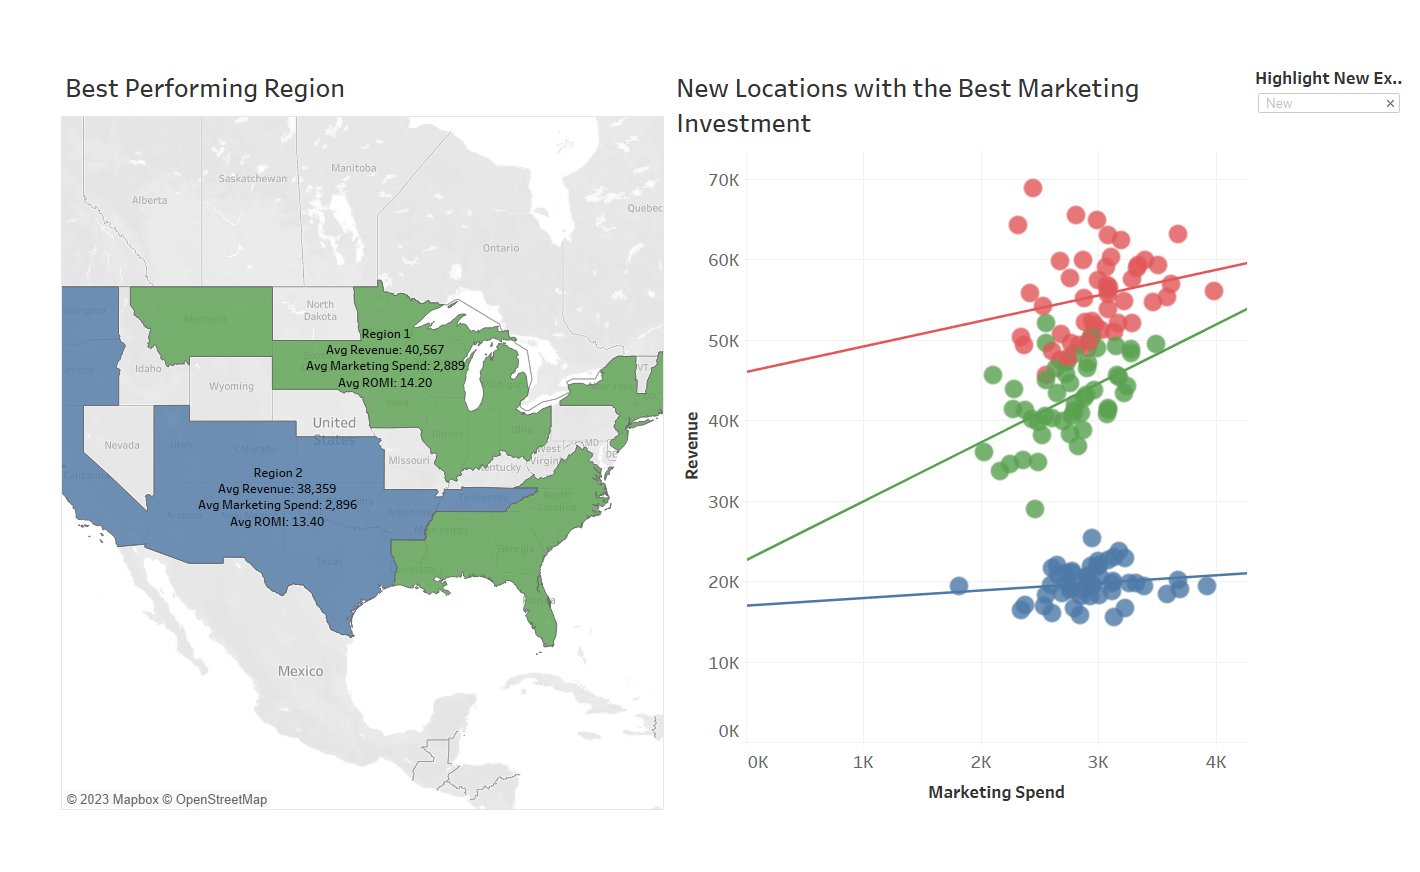 Best Performing Region
New Locations with the Best Marketing
Investment
Highlight New Ex..
New
×
Alberta
Saskatchewan
Manitoba
Ontario
Quebec
Montana
North
Dakota
Idaho
Wyoming
Oregon
Region 1
Avg Revenue: 40,567
Avg Marketing Spend: 2,889
Avg ROMI: 14.20
Michigan
New York
VT
Iowa
Illinois
Ohio
United
States
Nevada
Utah
Colorado
Missouri
Kentucky
West
Virginia
MD
DE
California
Region 2
Avg Revenue: 38,359
Avg Marketing Spend: 2,896
Avg ROMI: 13.40
Arkansas
Tennessee
North
Carolina
Mississippi
Georgia
Texas
Florida
Mexico
© 2023 Mapbox © OpenStreetMap
Revenue
70K
60K
50K
40K
30K
20K
10K
0K
0K
1K
2K
3K
4K
Marketing Spend